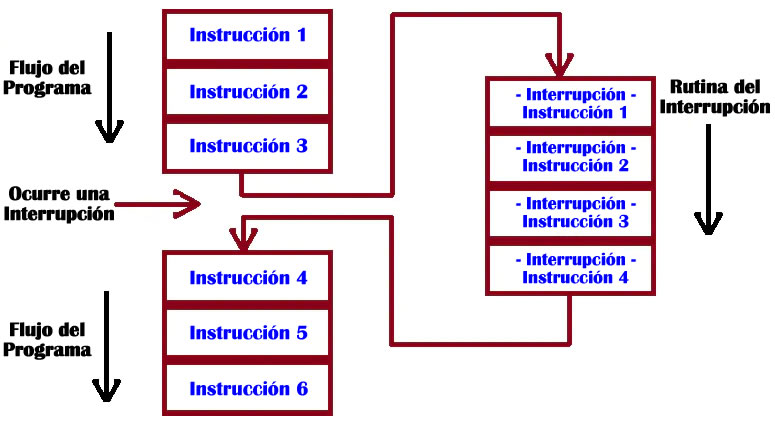 Flujo del
Programa
Instrucción 1
Instrucción 2
Instrucción 3
Ocurre una
Interrupción
Instrucción 4
Instrucción 5
Instrucción 6
Flujo del
Programa
Rutina del
Interrupción
- Interrupción -
Instrucción 1
- Interrupción -
Instrucción 2
- Interrupción -
Instrucción 3
- Interrupción -
Instrucción 4